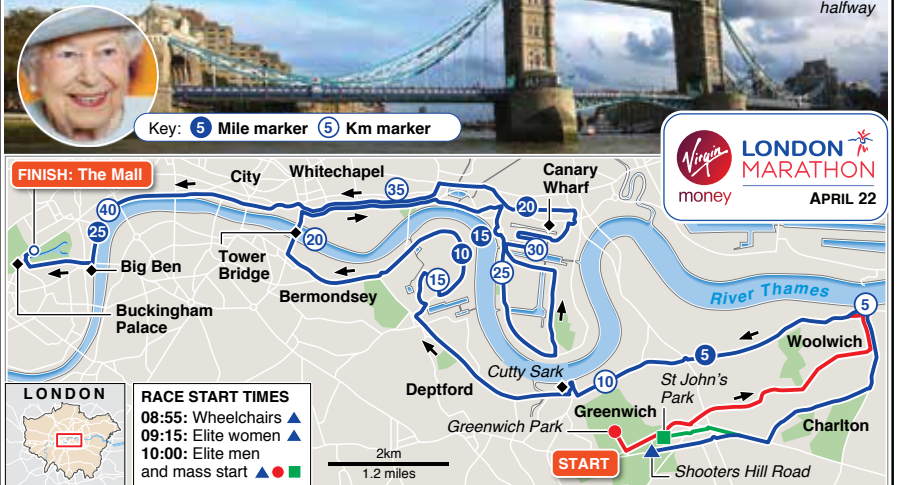 halfway
Key: 5 Mile marker 5 Km marker
Virgin
money
LONDON
MARATHON
APRIL 22
FINISH: The Mall
City
Whitechapel
35
Canary
Wharf
20
40
25
20
Tower
Bridge
Big Ben
Buckingham
Palace
Bermondsey
15
10
15
25
30
River Thames
5
Woolwich
5
Cutty Sark
10
St John's
Park
Deptford
Greenwich
Greenwich Park
Charlton
START
Shooters Hill Road
LONDON
RACE START TIMES
08:55: Wheelchairs
09:15: Elite women
10:00: Elite men
and mass start
2km
1.2 miles